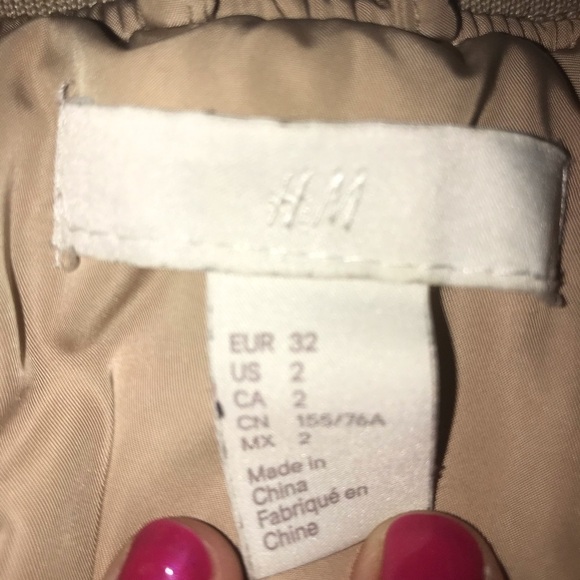 H&M
EUR 32
US 2
CA 2
CN 155/76A
MX 2
Made in
China
Fabriqué en
Chine